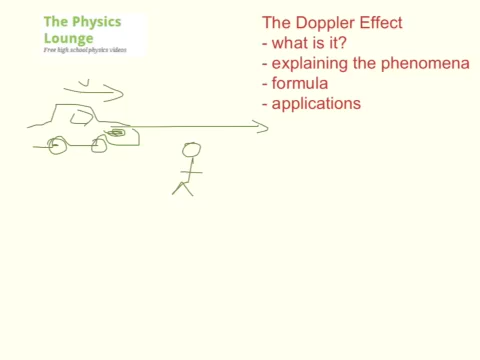 The Physics
Lounge
Free high school physics videos
The Doppler Effect
- what is it?
- explaining the phenomena
- formula
- applications
v